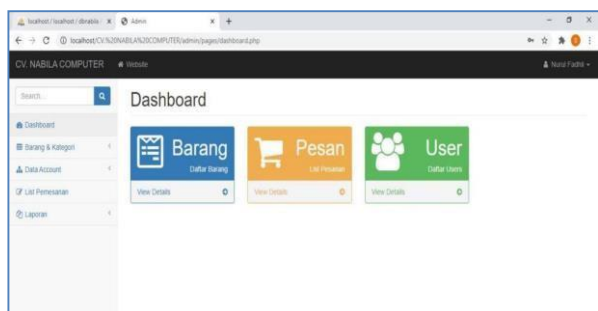 localhost / localhost / dbnabila
Admin
localhost/CV.%20NABILA%20COMPUTER/admin/pages/dashboard.php
CV. NABILA COMPUTER Website Nurul Fadhil
Search...
Dashboard
Dashboard
Barang & Kategori
Data Account
List Pemesanan
Laporan
Barang
Daftar Barang
View Details
Pesan
List Pesanan
View Details
User
Daftar Users
View Details